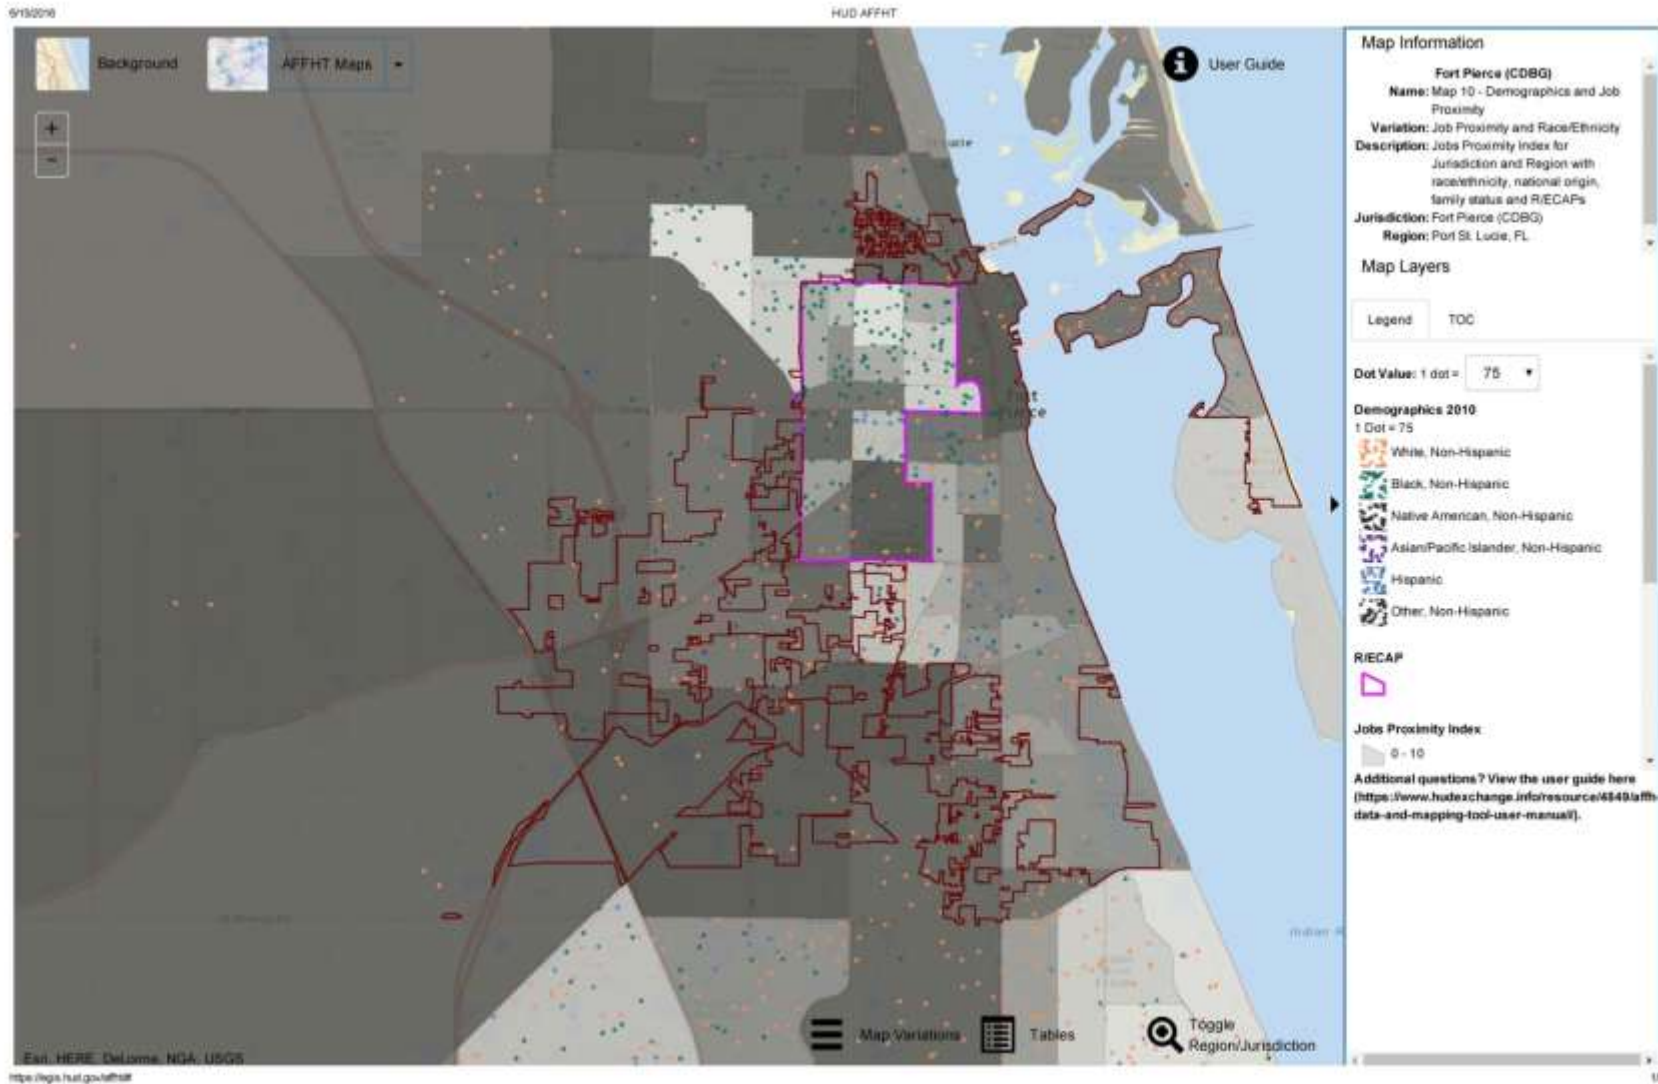 6/15/2016
HUD AFFHT
Background
AFFHT Maps
User Guide
+
-
Fort
Pierce
Map Information
Fort Pierce (CDBG)
Name: Map 10 - Demographics and Job
Proximity
Variation: Job Proximity and Race/Ethnicity
Description: Jobs Proximity Index for
Jurisdiction and Region with
race/ethnicity, national origin,
family status and R/ECAPs
Jurisdiction: Fort Pierce (CDBG)
Region: Port St. Lucie, FL
Map Layers
Legend
TOC
Dot Value: 1 dot = 75
Demographics 2010
1 Dot = 75
White, Non-Hispanic
Black, Non-Hispanic
Native American, Non-Hispanic
Asian/Pacific Islander, Non-Hispanic
Hispanic
Other, Non-Hispanic
R/ECAP
Jobs Proximity Index
0 - 10
Additional questions? View the user guide here
(https://www.hudexchange.info/resource/4849/affh-
data-and-mapping-tool-user-manual/).
Map Variations
Tables
Toggle
Region/Jurisdiction
Esri, HERE, DeLorme, NGA, USGS